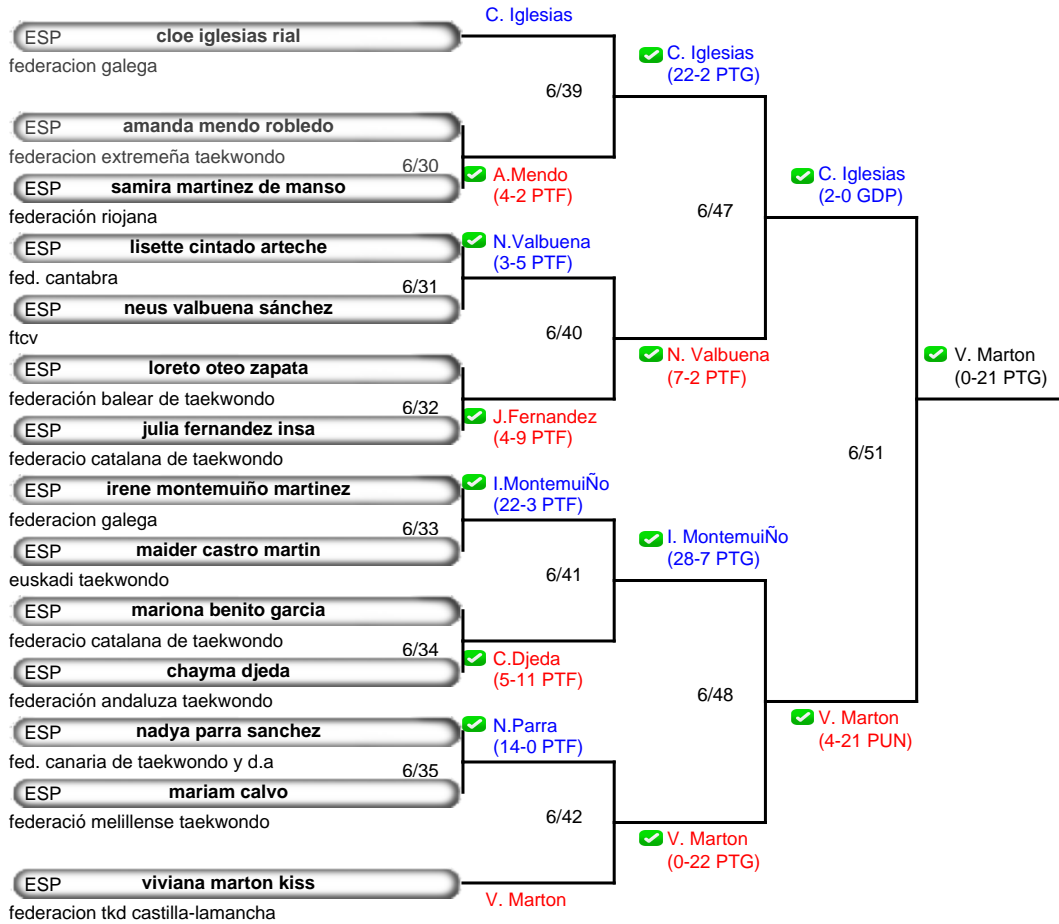 C. Iglesias
ESP cloe iglesias rial
federacion galega
C. Iglesias
(22-2 PTG)
6/39
ESP amanda mendo robledo
federacion extremeña taekwondo
6/30
A.Mendo
(4-2 PTF)
ESP samira martinez de manso
federación riojana
C. Iglesias
(2-0 GDP)
6/47
ESP lisette cintado arteche
fed. cantabra
N.Valbuena
(3-5 PTF)
6/31
ESP neus valbuena sánchez
ftcv
6/40
N. Valbuena
(7-2 PTF)
V. Marton
(0-21 PTG)
ESP loreto oteo zapata
federación balear de taekwondo
6/32
J.Fernandez
(4-9 PTF)
ESP julia fernandez insa
federacio catalana de taekwondo
6/51
ESP irene montemuiño martinez
federacion galega
I.MontemuiÑo
(22-3 PTF)
6/33
ESP maider castro martin
euskadi taekwondo
I. MontemuiÑo
(28-7 PTG)
6/41
ESP mariona benito garcia
federacio catalana de taekwondo
6/34
C.Djeda
(5-11 PTF)
ESP chayma djeda
federación andaluza taekwondo
6/48
V. Marton
(4-21 PUN)
ESP nadya parra sanchez
fed. canaria de taekwondo y d.a
N.Parra
(14-0 PTF)
6/35
ESP mariam calvo
federació melillense taekwondo
6/42
V. Marton
(0-22 PTG)
ESP viviana marton kiss
federacion tkd castilla-lamancha
V. Marton